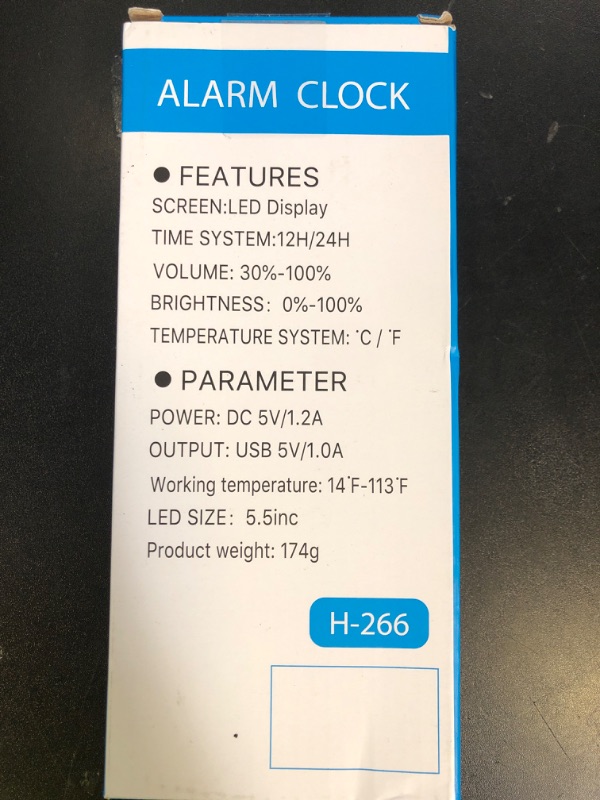 ALARM CLOCK
● FEATURES
SCREEN:LED Display
TIME SYSTEM:12H/24H
VOLUME: 30%-100%
BRIGHTNESS: 0%-100%
TEMPERATURE SYSTEM: °C / °F
● PARAMETER
POWER: DC 5V/1.2A
OUTPUT: USB 5V/1.0A
Working temperature: 14°F-113°F
LED SIZE: 5.5inc
Product weight: 174g
H-266